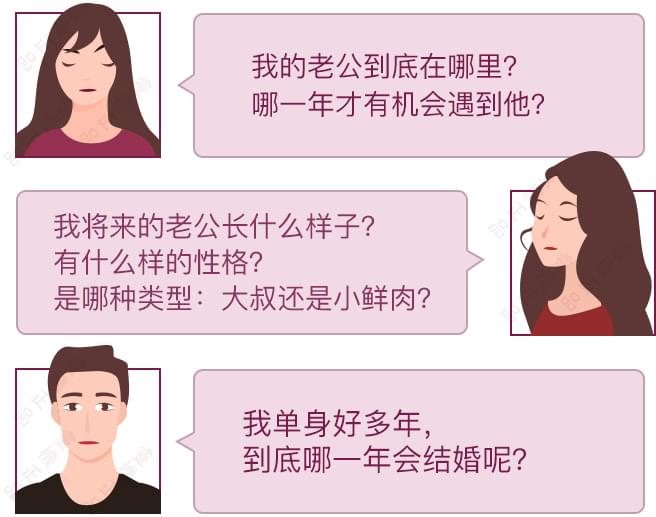 我的老公到底在哪里?
哪一年才有机会遇到他?
我将来的老公长什么样子?
有什么样的性格?
是哪种类型：大叔还是小鲜肉?
我单身好多年,
到底哪一年会结婚呢?